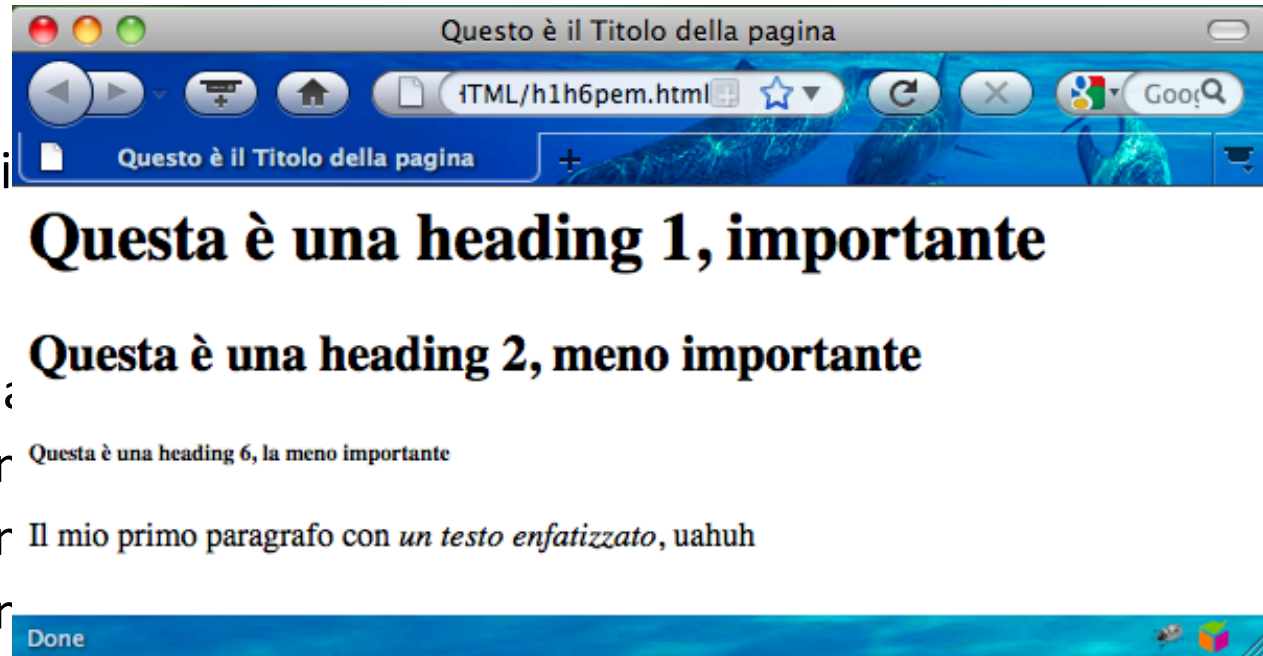 Questo è il Titolo della pagina
HTML/h1h6pem.html
Questo è il Titolo della pagina
Questa è una heading 1, importante
Questa è una heading 2, meno importante
Questa è una heading 6, la meno importante
Il mio primo paragrafo con un testo enfatizzato, uahuh
Done